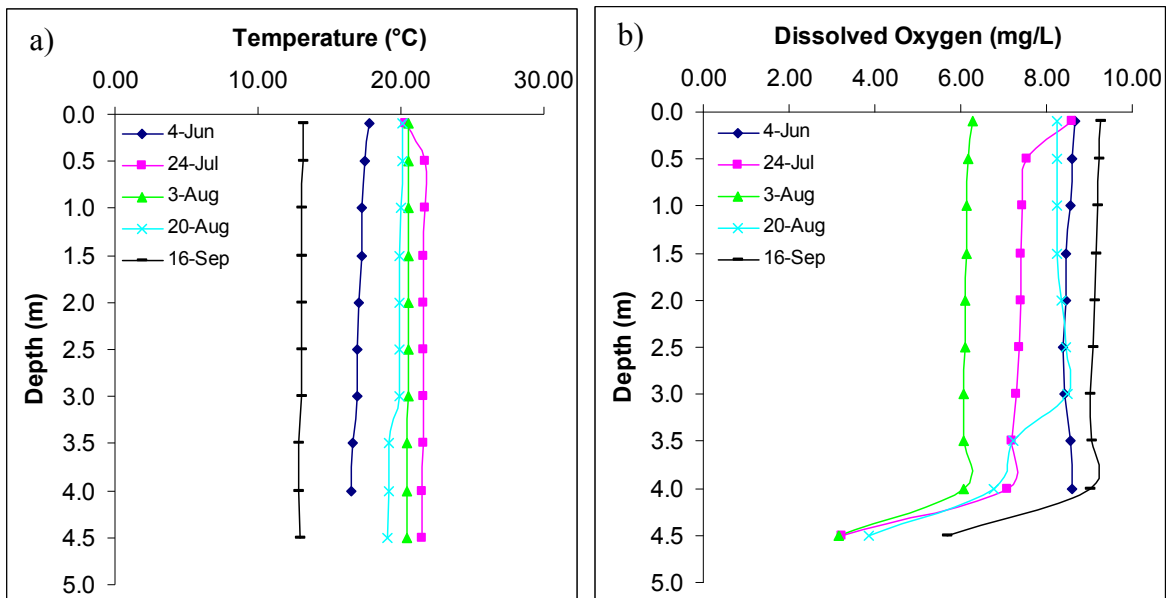 a) Temperature (°C)
0.00 10.00 20.00 30.00
0.0
0.5
1.0
1.5
2.0
2.5
3.0
3.5
4.0
4.5
5.0
Depth (m)
4-Jun
24-Jul
3-Aug
20-Aug
16-Sep
b) Dissolved Oxygen (mg/L)
0.00 2.00 4.00 6.00 8.00 10.00
0.0
0.5
1.0
1.5
2.0
2.5
3.0
3.5
4.0
4.5
5.0
Depth (m)
4-Jun
24-Jul
3-Aug
20-Aug
16-Sep